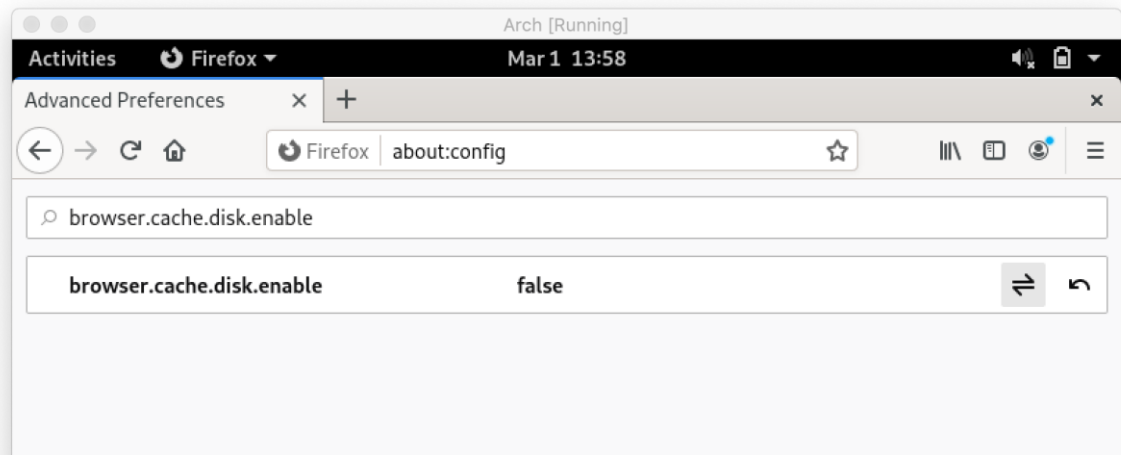 Arch [Running]
Activities Firefox Mar 1 13:58
Advanced Preferences
Firefox about:config
browser.cache.disk.enable
browser.cache.disk.enable false